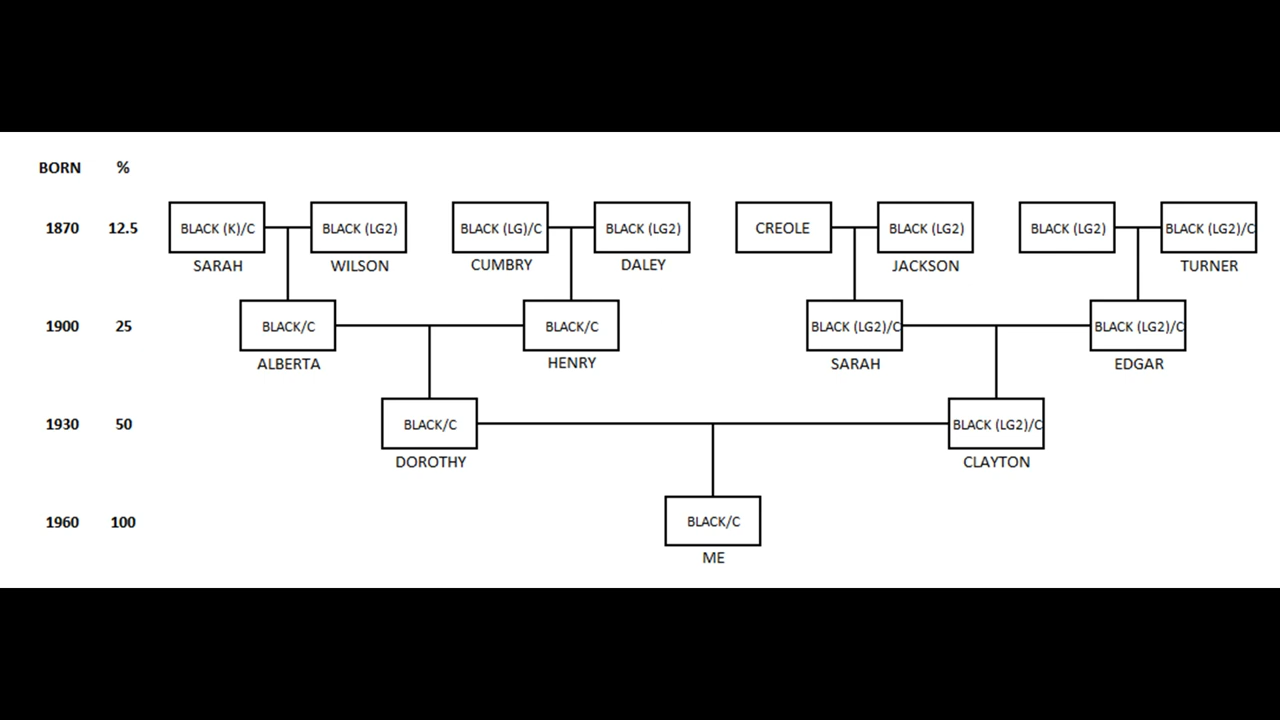 BORN %
1870 12.5 BLACK (K)/C BLACK (LG2) BLACK (LG)/C BLACK (LG2) CREOLE BLACK (LG2) BLACK (LG2) BLACK (LG2)/C
SARAH WILSON CUMBRY DALEY JACKSON TURNER
1900 25 BLACK/C BLACK/C BLACK (LG2)/C BLACK (LG2)/C
ALBERTA HENRY SARAH EDGAR
1930 50 BLACK/C BLACK (LG2)/C
DOROTHY CLAYTON
1960 100 BLACK/C
ME